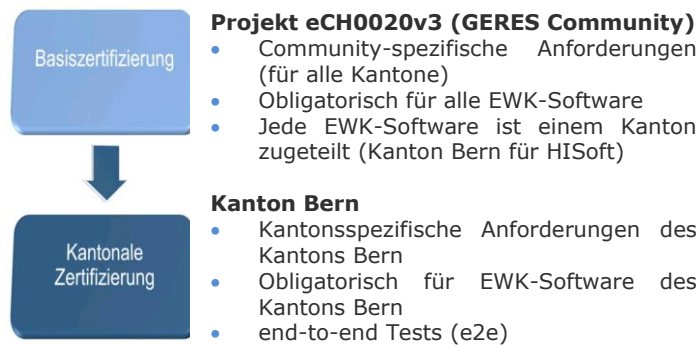 Basiszertifizierung
Projekt eCH0020v3 (GERES Community)
• Community-spezifische Anforderungen
(für alle Kantone)
• Obligatorisch für alle EWK-Software
• Jede EWK-Software ist einem Kanton
zugeteilt (Kanton Bern für HISoft)
Kantonale
Zertifizierung
Kanton Bern
• Kantonsspezifische Anforderungen des
Kantons Bern
• Obligatorisch für EWK-Software des
Kantons Bern
• end-to-end Tests (e2e)